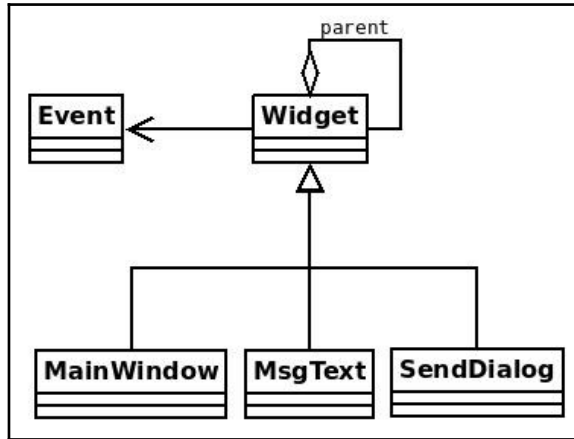 parent
Event
Widget
MainWindow
MsgText
SendDialog